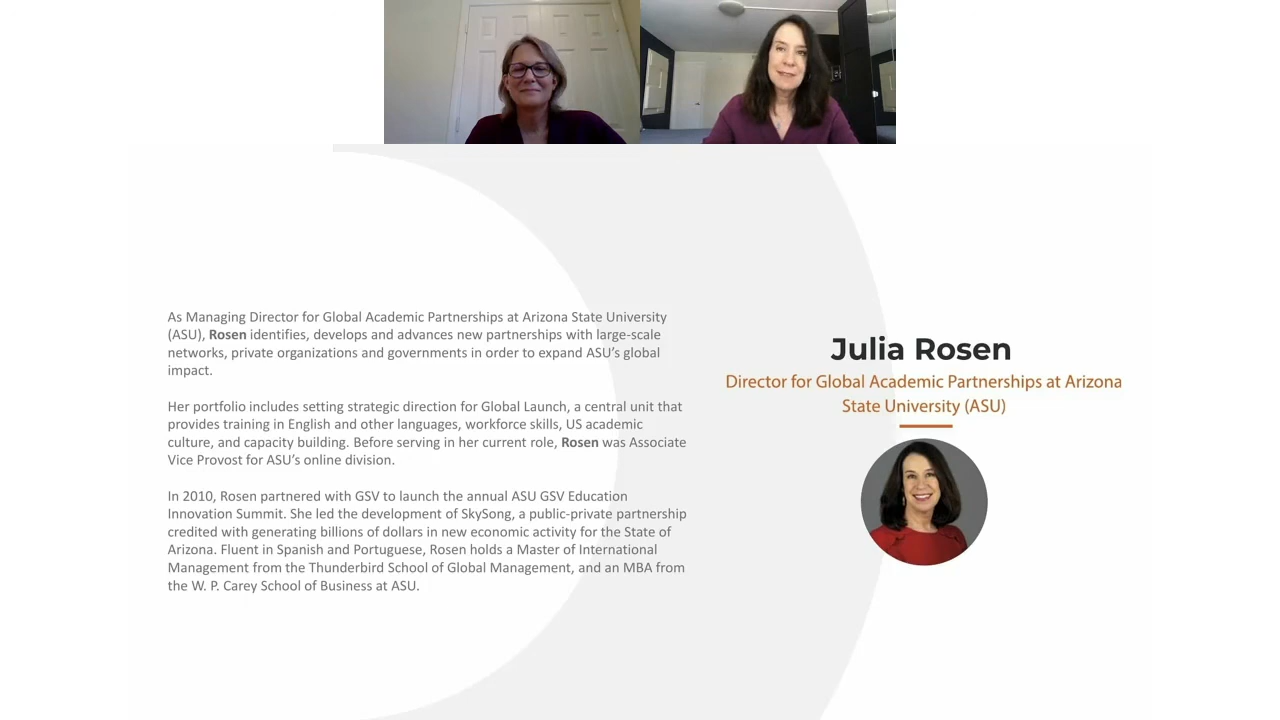 As Managing Director for Global Academic Partnerships at Arizona State University
(ASU), Rosen identifies, develops and advances new partnerships with large-scale
networks, private organizations and governments in order to expand ASU's global
impact.
Her portfolio includes setting strategic direction for Global Launch, a central unit that
provides training in English and other languages, workforce skills, US academic
culture, and capacity building. Before serving in her current role, Rosen was Associate
Vice Provost for ASU's online division.
In 2010, Rosen partnered with GSV to launch the annual ASU GSV Education
Innovation Summit. She led the development of SkySong, a public-private partnership
credited with generating billions of dollars in new economic activity for the State of
Arizona. Fluent in Spanish and Portuguese, Rosen holds a Master of International
Management from the Thunderbird School of Global Management, and an MBA from
the W. P. Carey School of Business at ASU.
Julia Rosen
Director for Global Academic Partnerships at Arizona
State University (ASU)